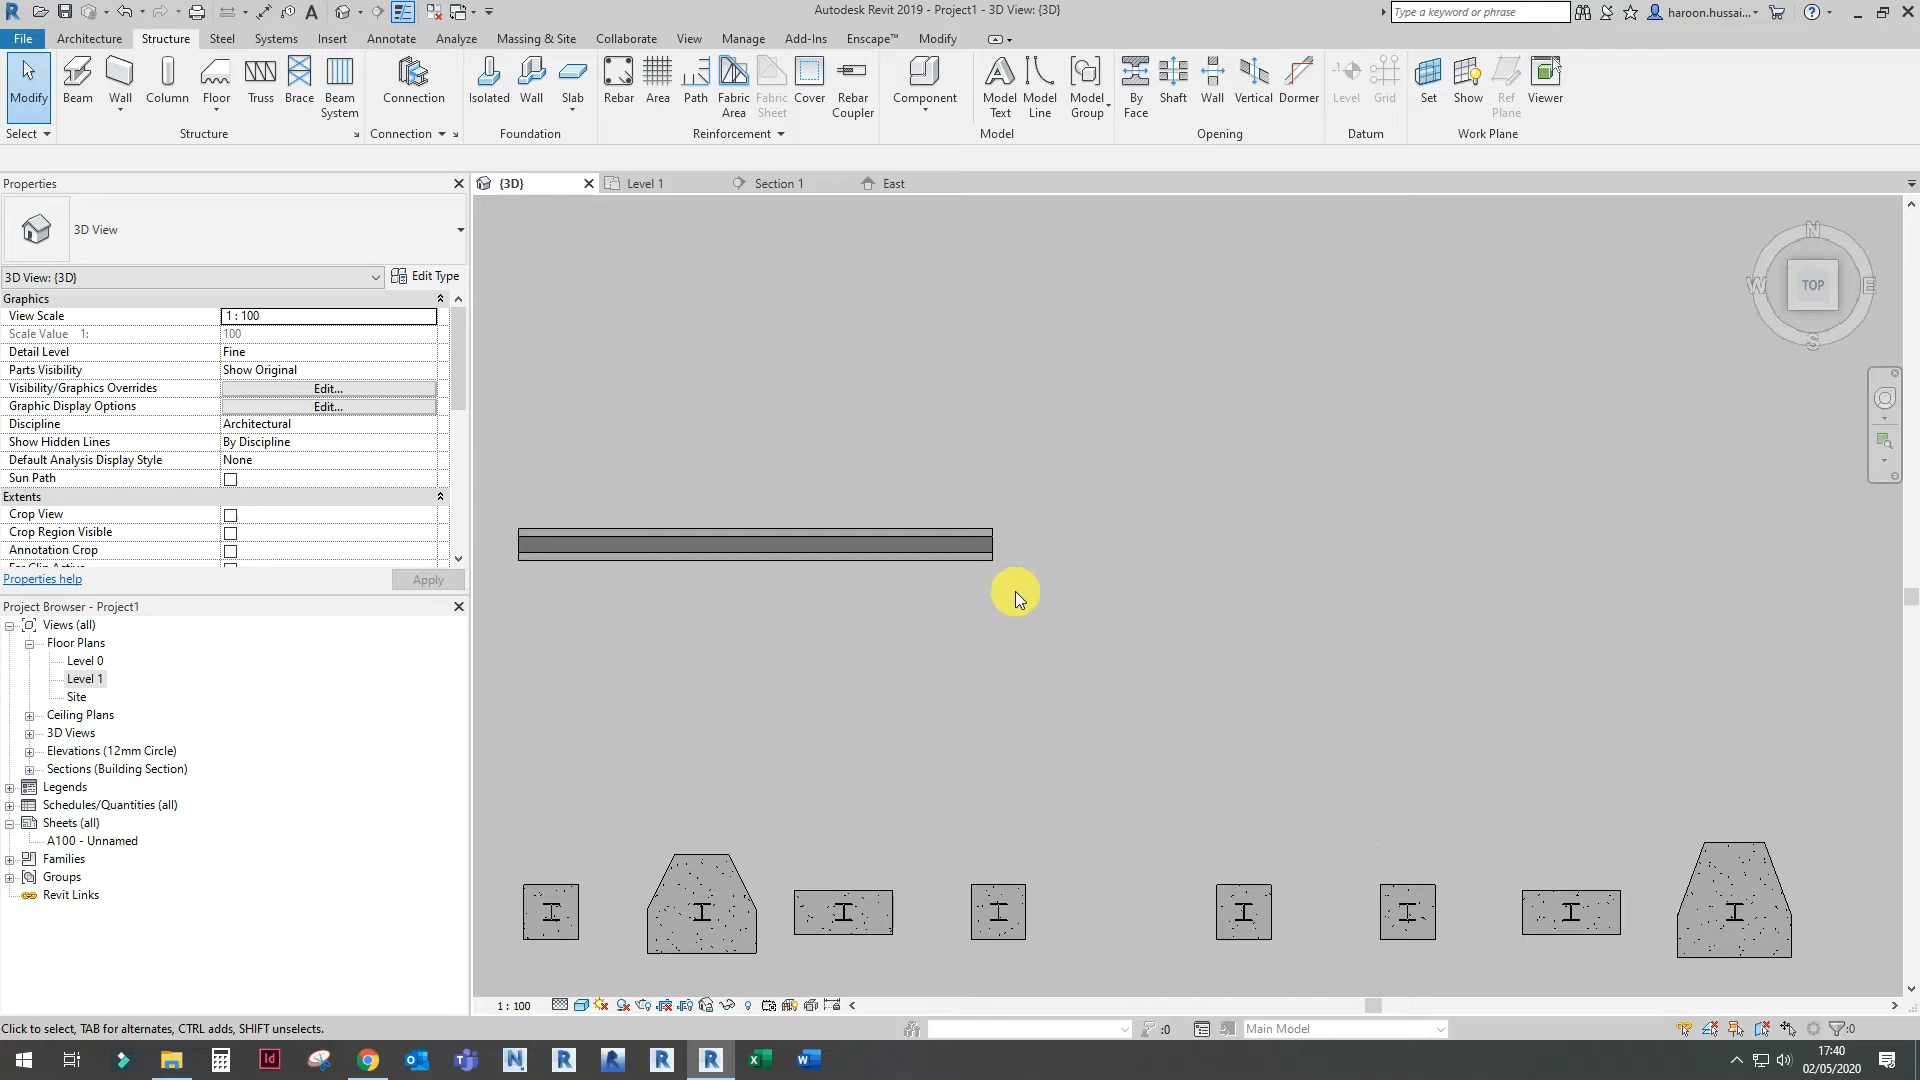 Autodesk Revit 2019 - Project1 - 3D View: {3D}
Type a keyword or phrase
haroon.hussai...
File Architecture Structure Steel Systems Insert Annotate Analyze Massing & Site Collaborate View Manage Add-Ins Enscape™ Modify
Modify Beam Wall Column Floor Truss Brace Beam System Connection Isolated Wall Slab Rebar Area Path Fabric Area Fabric Sheet Cover Rebar Coupler Component Model Text Model Line Model Group By Face Shaft Wall Vertical Dormer Level Grid Set Show Ref Plane Viewer
Select Structure Connection Foundation Reinforcement Model Opening Datum Work Plane
Properties
{3D} Level 1 Section 1 East
3D View
3D View: {3D} Edit Type
Graphics
View Scale 1 : 100
Scale Value 1: 100
Detail Level Fine
Parts Visibility Show Original
Visibility/Graphics Overrides Edit...
Graphic Display Options Edit...
Discipline Architectural
Show Hidden Lines By Discipline
Default Analysis Display Style None
Sun Path
Extents
Crop View
Crop Region Visible
Annotation Crop
Properties help Apply
Project Browser - Project1
Views (all)
Floor Plans
Level 0
Level 1
Site
Ceiling Plans
3D Views
Elevations (12mm Circle)
Sections (Building Section)
Legends
Schedules/Quantities (all)
Sheets (all)
A100 - Unnamed
Families
Groups
Revit Links
N
W TOP E
S
1 : 100
Click to select, TAB for alternates, CTRL adds, SHIFT unselects.
:0
Main Model
:0
17:40
02/05/2020